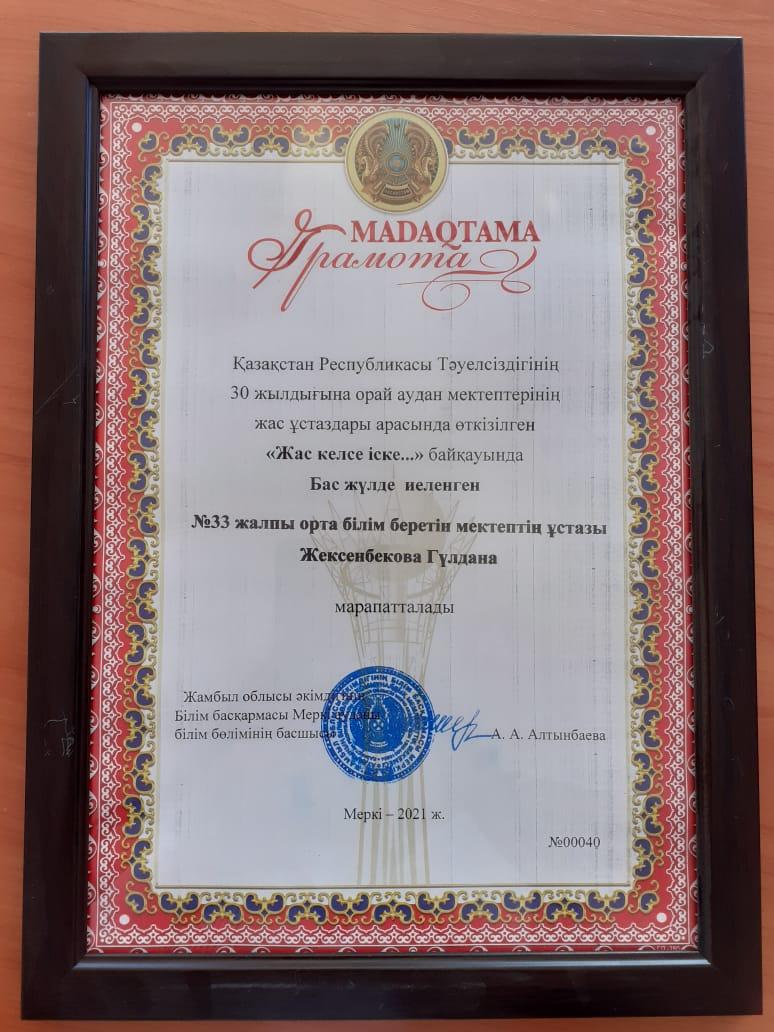 MADAQTAMA
Грамота
Қазақстан Республикасы Тәуелсіздігінің
30 жылдығына орай аудан мектептерінің
жас ұстаздары арасында өткізілген
«Жас келсе іске...» байқауында
Бас жүлде иеленген
№33 жалпы орта білім беретін мектептің ұстазы
Жексенбекова Гүлдана
марапатталады
Жамбыл облысы әкімдігінің
Білім басқармасы Меркі ауданы
білім бөлімінің басшысы
А. А. Алтынбаева
Меркі – 2021 ж.
№00040